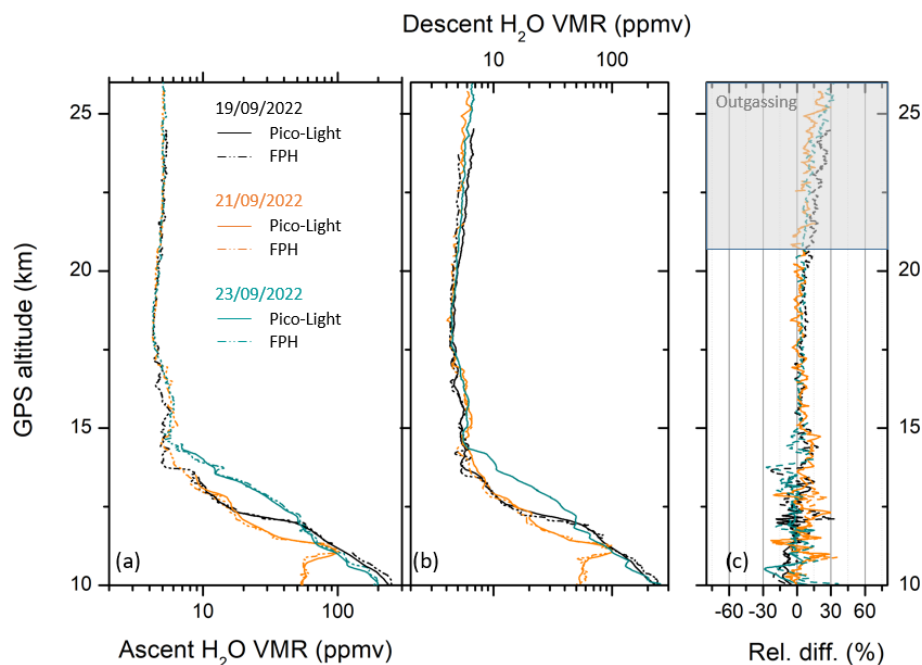 Descent H₂O VMR (ppmv)
10 100
25 25
20 20
15 15
10 10
GPS altitude (km)
19/09/2022
Pico-Light
FPH
21/09/2022
Pico-Light
FPH
23/09/2022
Pico-Light
FPH
Outgassing
(a) (b) (c)
10 100 -60 -30 0 30 60
Ascent H₂O VMR (ppmv) Rel. diff. (%)